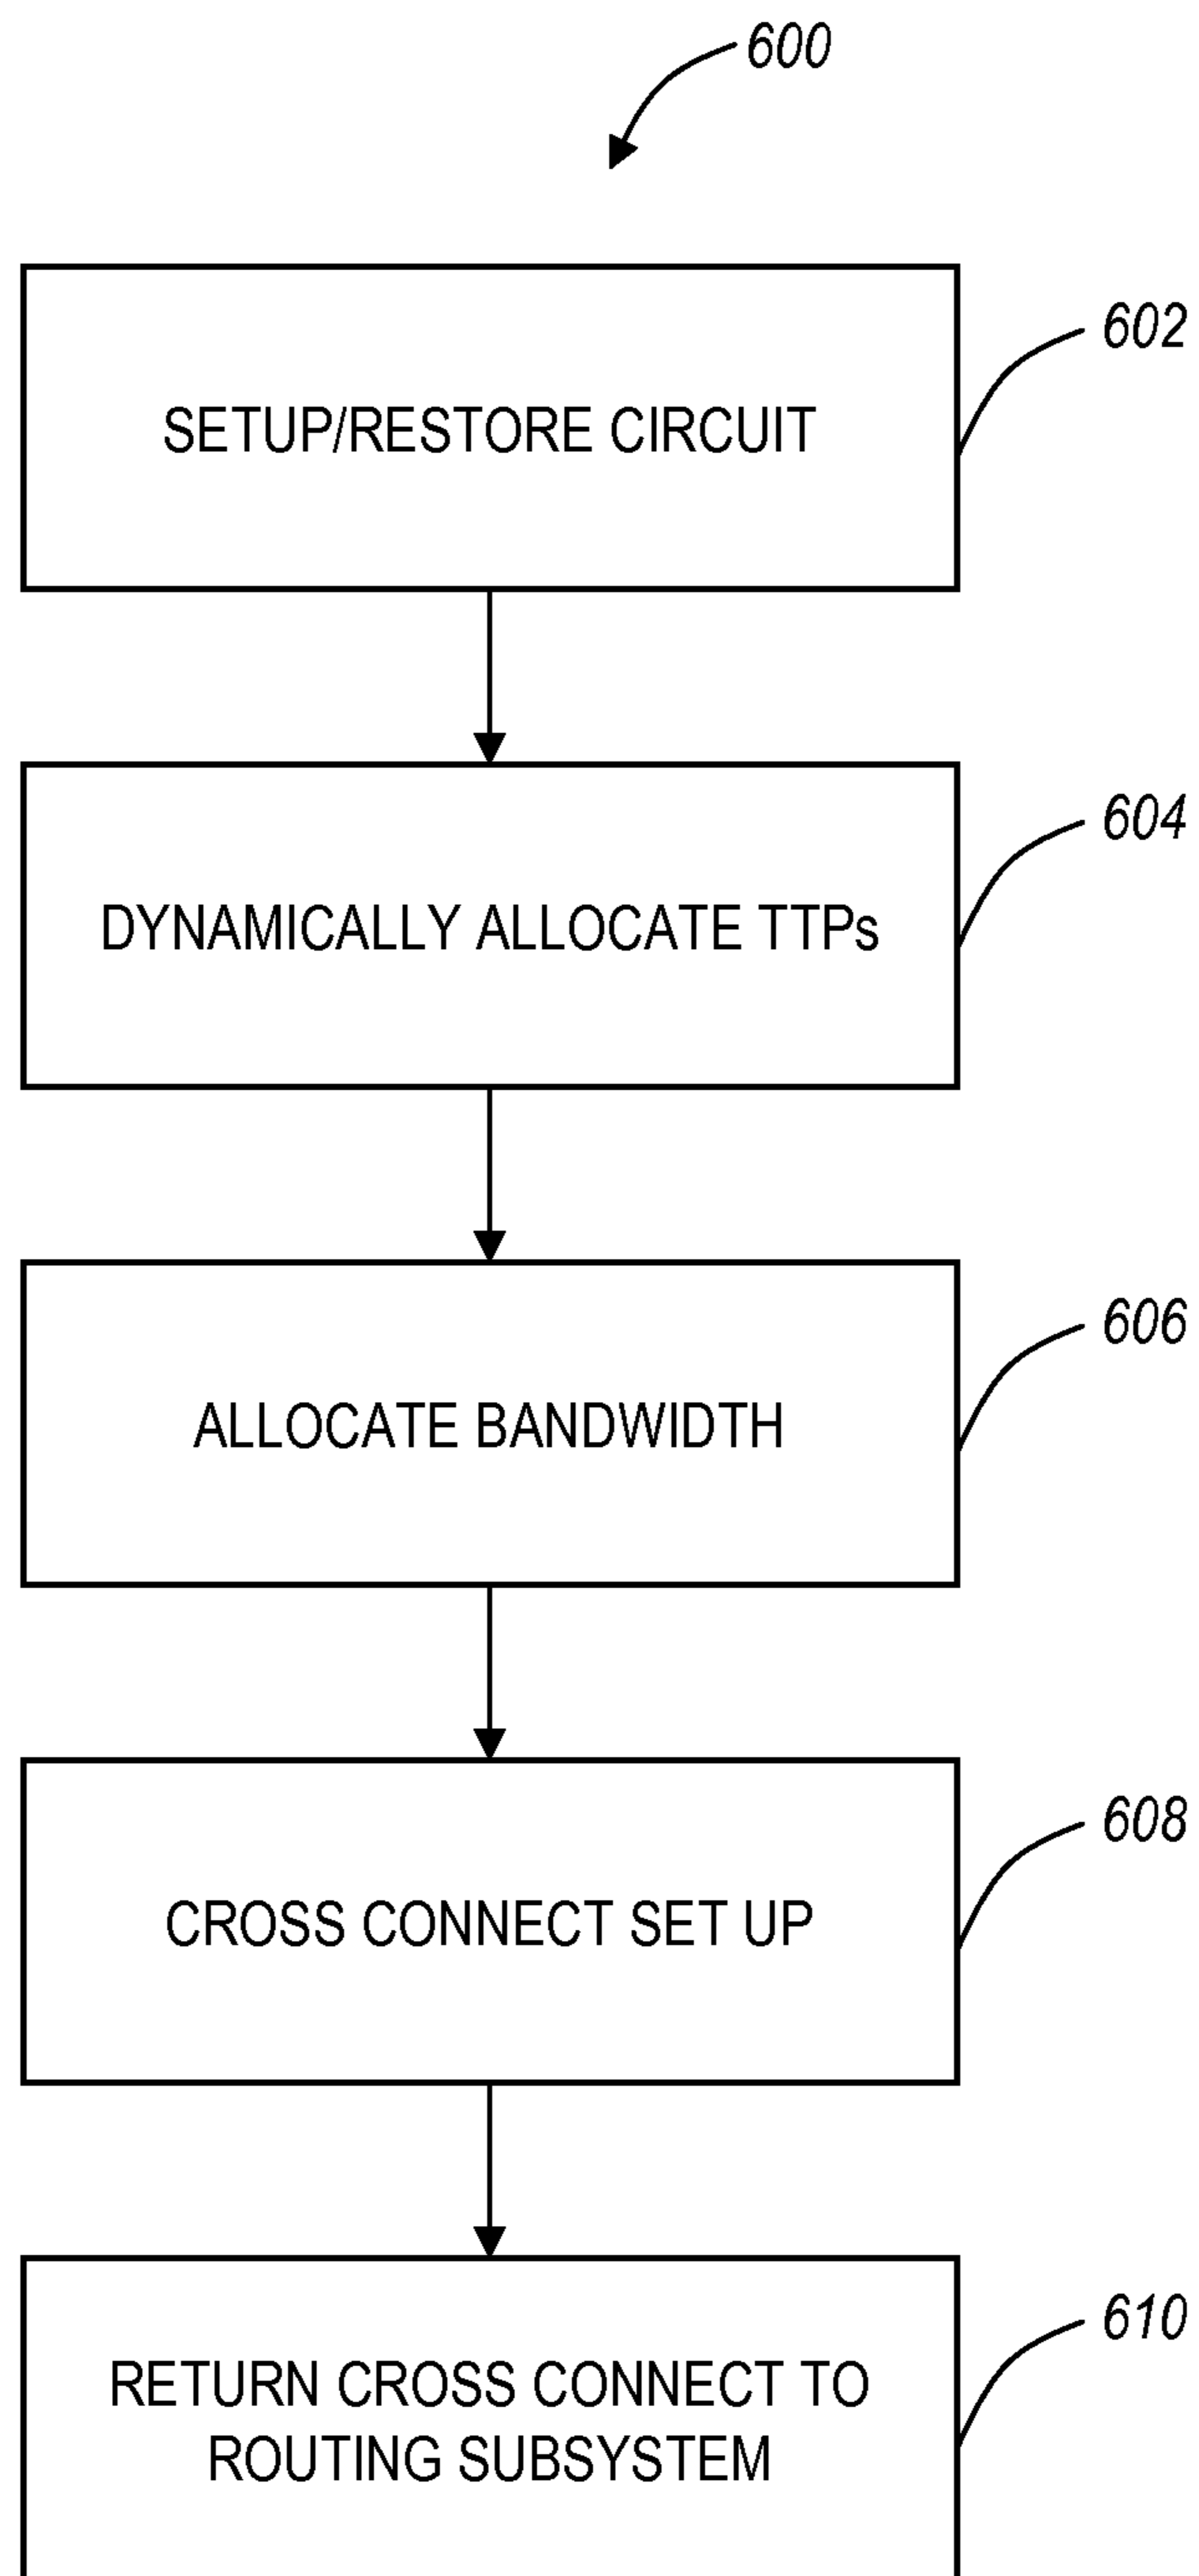 600
602
SETUP/RESTORE CIRCUIT
604
DYNAMICALLY ALLOCATE TTPs
606
ALLOCATE BANDWIDTH
608
CROSS CONNECT SET UP
610
RETURN CROSS CONNECT TO
ROUTING SUBSYSTEM